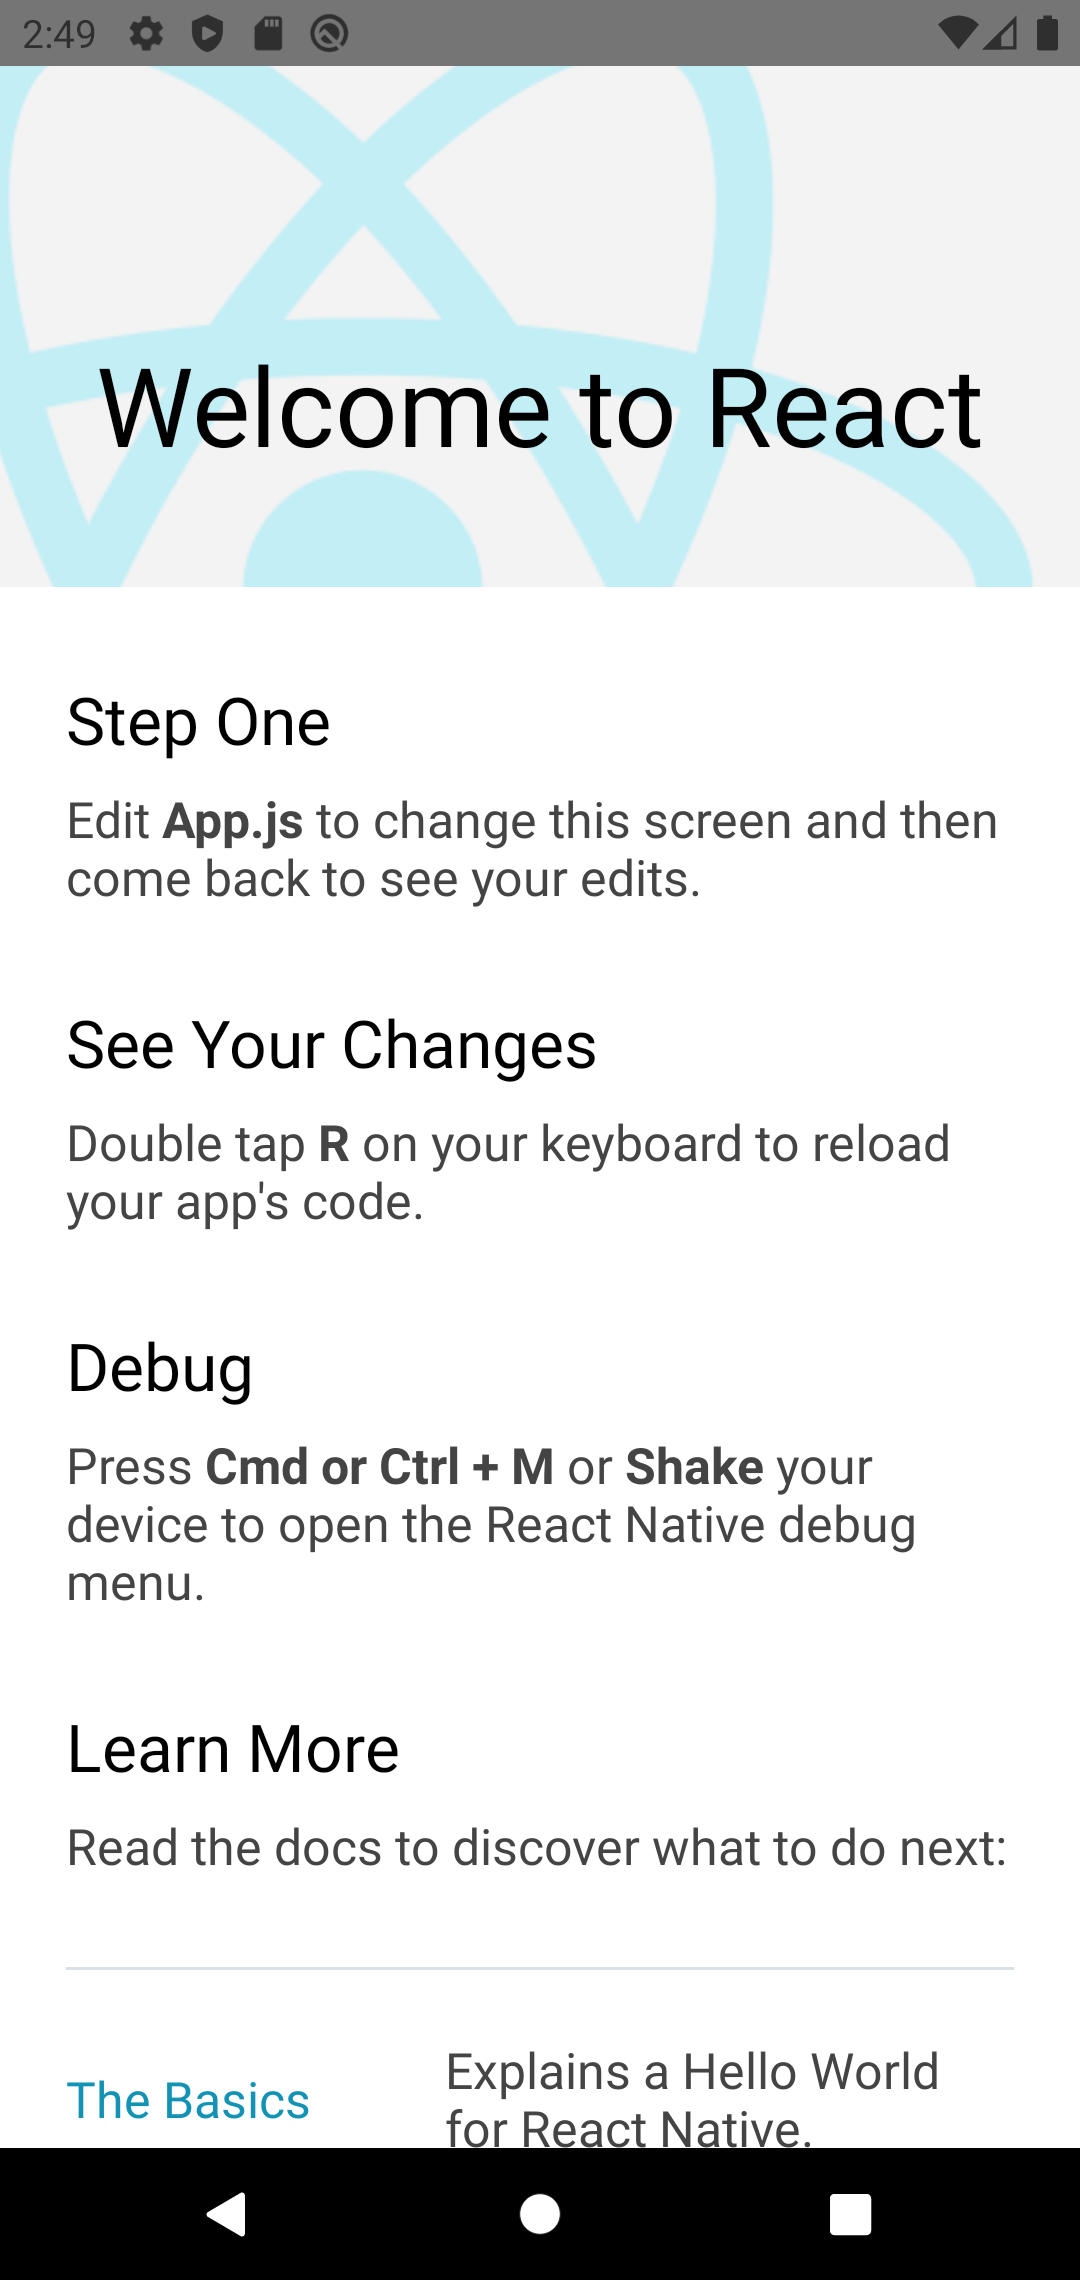 2:49
Welcome to React
Step One
Edit App.js to change this screen and then
come back to see your edits.
See Your Changes
Double tap R on your keyboard to reload
your app's code.
Debug
Press Cmd or Ctrl + M or Shake your
device to open the React Native debug
menu.
Learn More
Read the docs to discover what to do next:
The Basics
Explains a Hello World
for React Native.